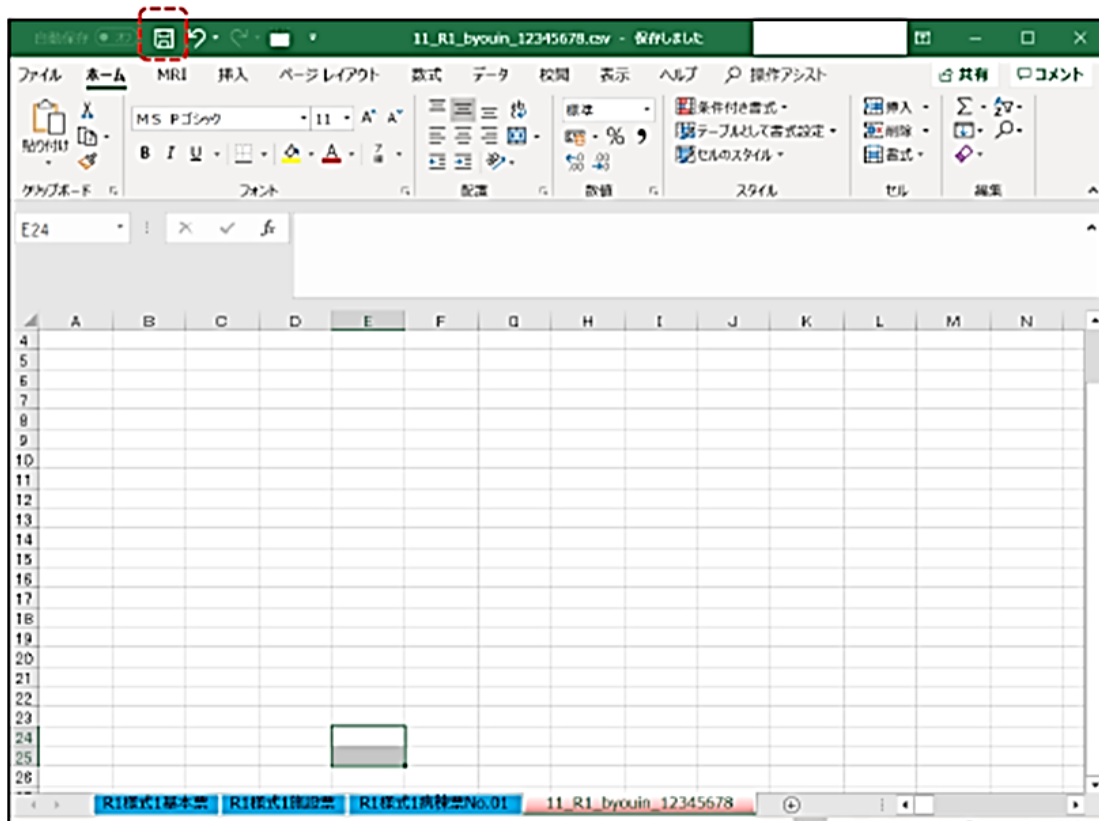 自動保存 オフ 11_R1_byouin_12345678.csv - 保存しました
ファイル ホーム MRI 挿入 ページ レイアウト 数式 データ 校閲 表示 ヘルプ 操作アシスト 共有 コメント
貼り付け MS Pゴシック 11 A A 標準 条件付き書式 挿入 Σ
B I U A % 9 テーブルとして書式設定 削除
セルのスタイル 書式
クリップボード フォント 配置 数値 スタイル セル 編集
E24 fx
A B C D E F G H I J K L M N
4
5
6
7
8
9
10
11
12
13
14
15
16
17
18
19
20
21
22
23
24
25
26
R1様式1基本票 R1様式1施設票 R1様式1病棟票No.01 11_R1_byouin_12345678